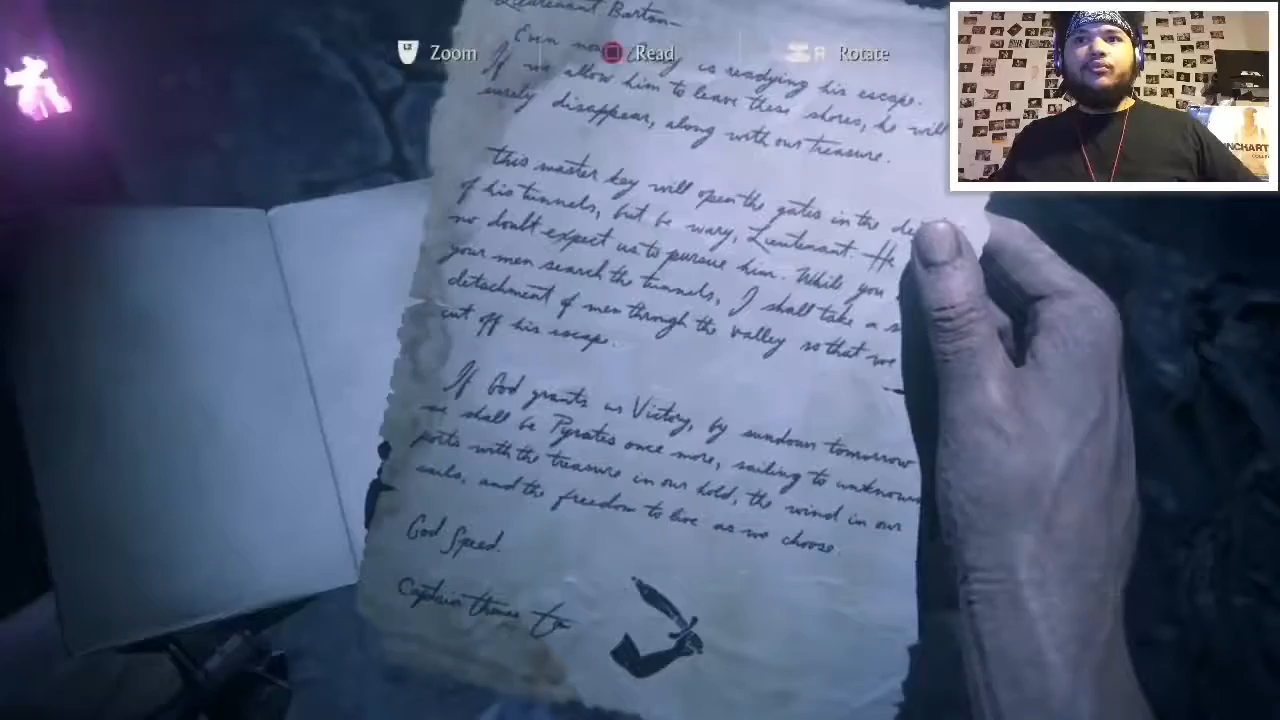 Lieutenant Barton—
Zoom
Read
Rotate
Even now is readying his escape.
If we allow him to leave these shores, he will
surely disappear, along with our treasure.
This master key will open the gates in the
of his tunnels, but be wary, Lieutenant. He
no doubt expect us to pursue him. While you
your men search the tunnels, I shall take a
detachment of men through the valley so that we
cut off his escape.
If God grants us Victory, by sundown tomorrow
we shall be Pyrates once more, sailing to unknown
ports with the treasure in our hold, the wind in our
sails, and the freedom to live as we choose.
God Speed.
Captain Thomas
UNCHART